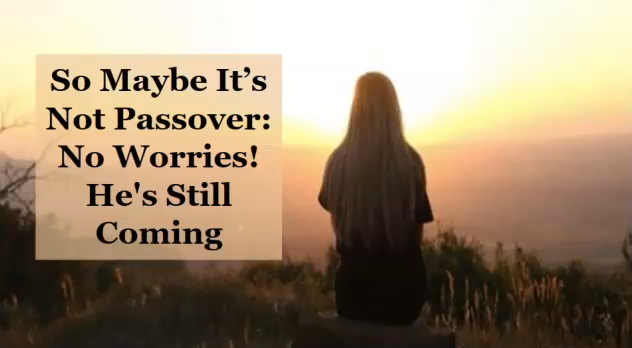 So Maybe It’s
Not Passover:
No Worries!
He's Still
Coming